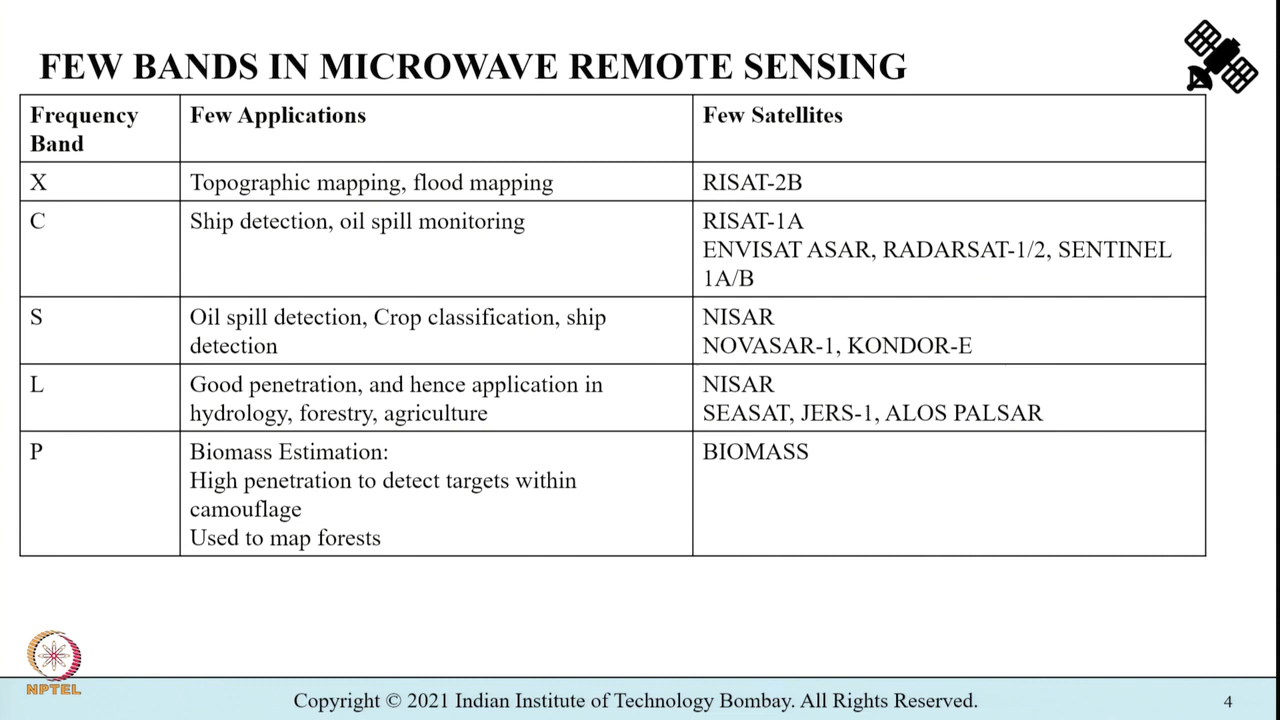 FEW BANDS IN MICROWAVE REMOTE SENSING
Frequency Band
Few Applications
Few Satellites
X
Topographic mapping, flood mapping
RISAT-2B
C
Ship detection, oil spill monitoring
RISAT-1A
ENVISAT ASAR, RADARSAT-1/2, SENTINEL
1A/B
S
Oil spill detection, Crop classification, ship
detection
NISAR
NOVASAR-1, KONDOR-E
L
Good penetration, and hence application in
hydrology, forestry, agriculture
NISAR
SEASAT, JERS-1, ALOS PALSAR
P
Biomass Estimation:
High penetration to detect targets within
camouflage
Used to map forests
BIOMASS
NPTEL
Copyright © 2021 Indian Institute of Technology Bombay. All Rights Reserved.
4